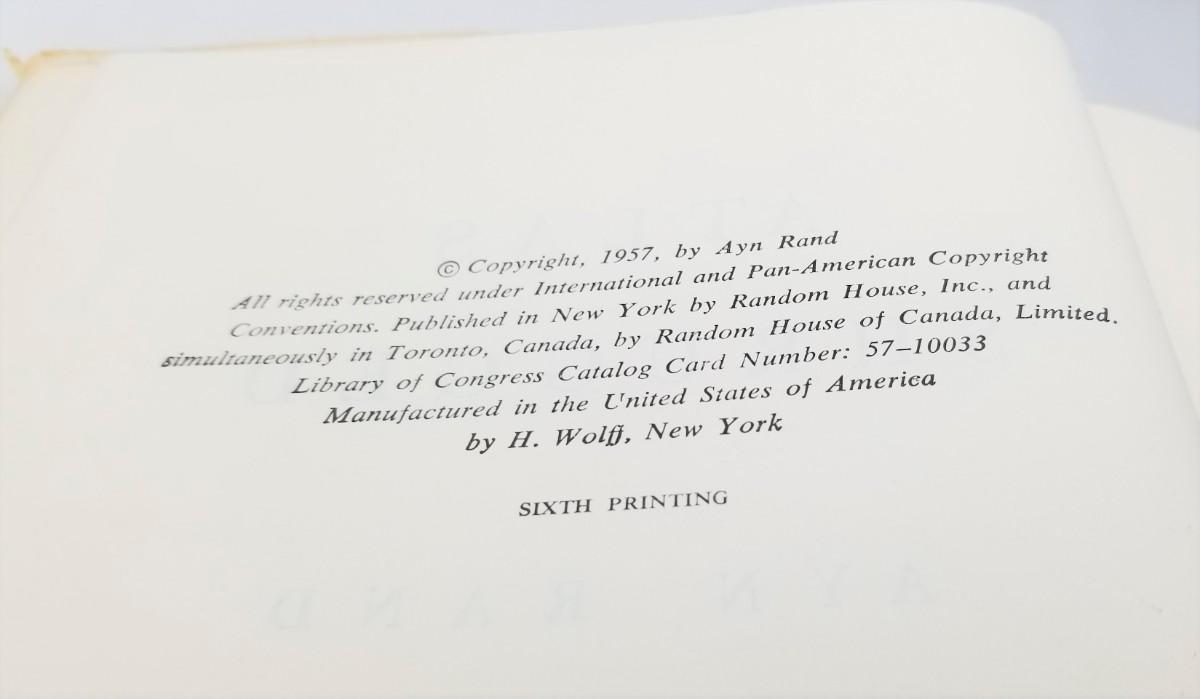 © Copyright, 1957, by Ayn Rand
All rights reserved under International and Pan-American Copyright
Conventions. Published in New York by Random House, Inc., and
simultaneously in Toronto, Canada, by Random House of Canada, Limited.
Library of Congress Catalog Card Number: 57–10033
Manufactured in the United States of America
by H. Wolff, New York
SIXTH PRINTING
AYN RAND